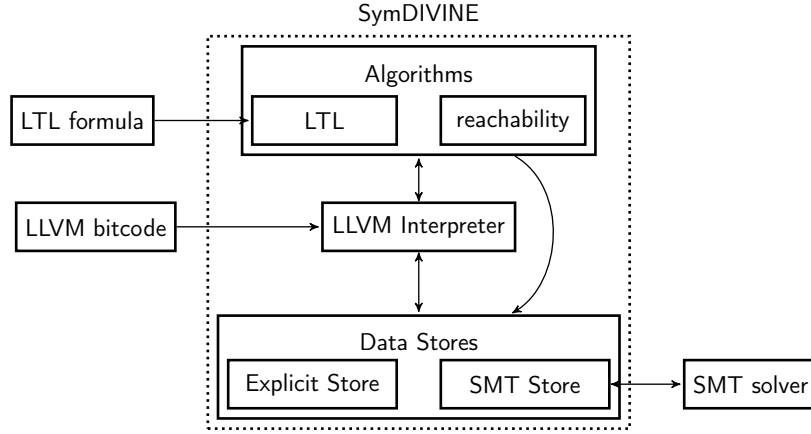 SymDIVINE
Algorithms
LTL formula
LTL
reachability
LLVM bitcode
LLVM Interpreter
Data Stores
Explicit Store
SMT Store
SMT solver